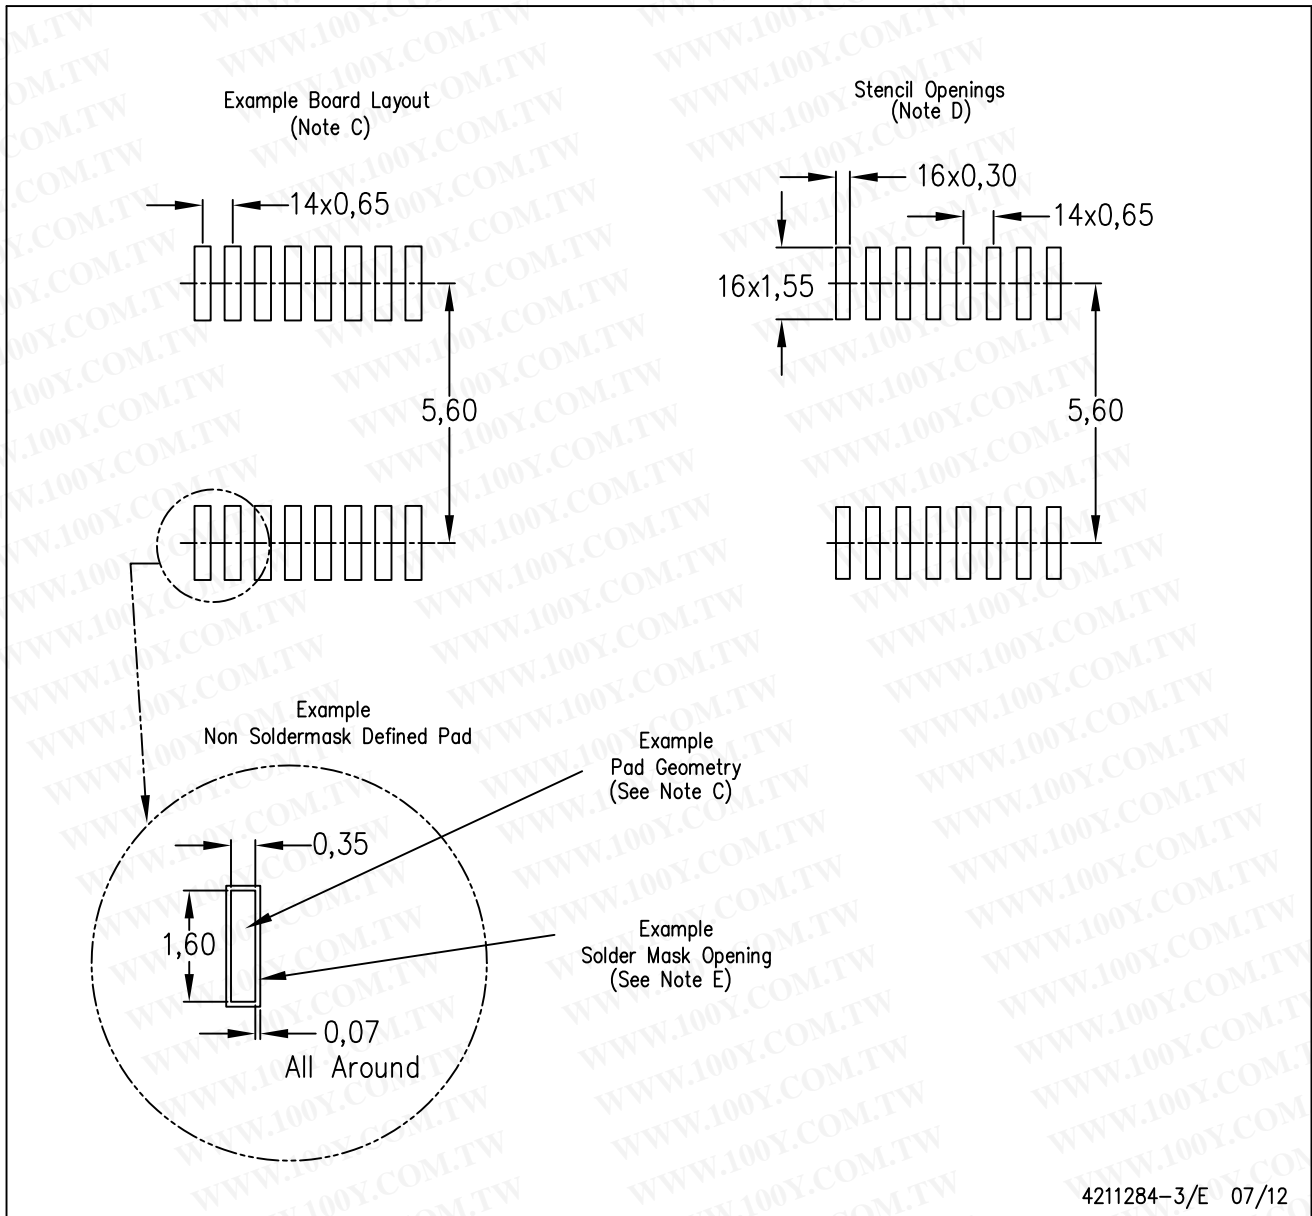 Example Board Layout
(Note C)
Stencil Openings
(Note D)
14x0,65
16x0,30
14x0,65
16x1,55
5,60
5,60
Example
Non Soldermask Defined Pad
Example
Pad Geometry
(See Note C)
0,35
1,60
Example
Solder Mask Opening
(See Note E)
0,07
All Around
4211284-3/E 07/12
WWW.100Y.COM.TW